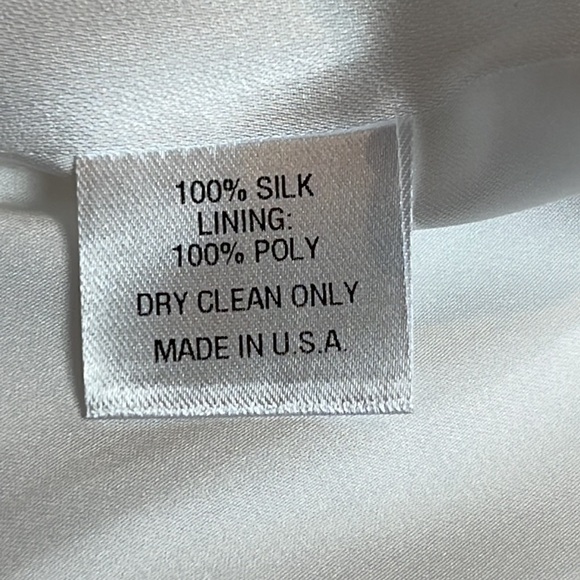 100% SILK
LINING:
100% POLY
DRY CLEAN ONLY
MADE IN U.S.A.